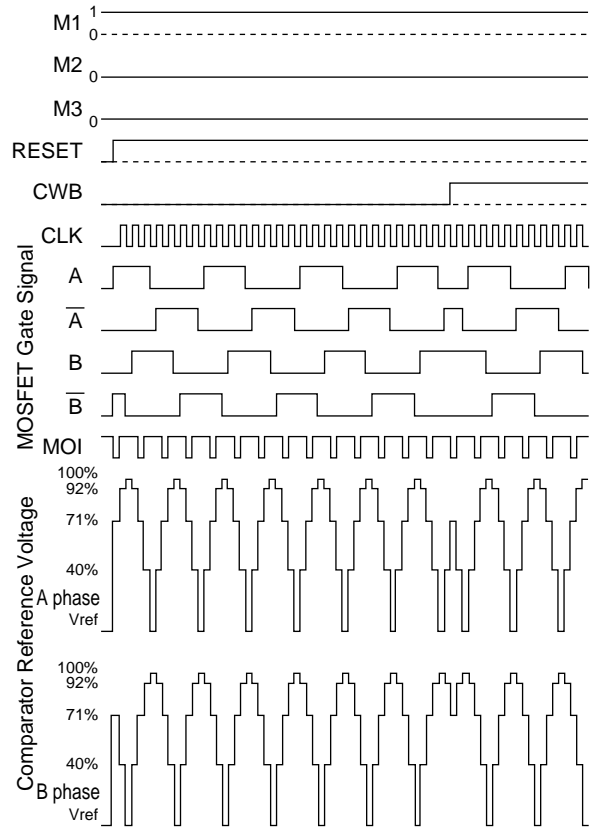 M1
1
0
M2
0
M3
0
RESET
CWB
CLK
MOSFET Gate Signal
A
A̅
B
B̅
MOI
Comparator Reference Voltage
100%
92%
71%
40%
A phase
Vref
100%
92%
71%
40%
B phase
Vref